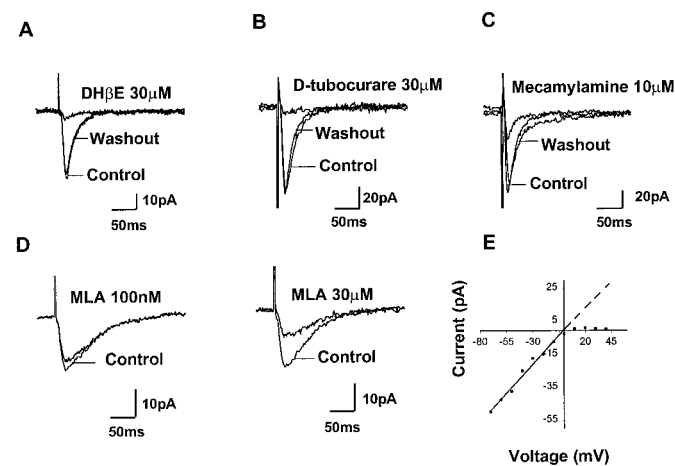 A
DHβE 30μM
Washout
Control
10pA
50ms
B
D-tubocurare 30μM
Washout
Control
20pA
50ms
C
Mecamylamine 10μM
Washout
Control
20pA
50ms
D
MLA 100nM
Control
10pA
50ms
MLA 30μM
Control
10pA
50ms
E
Current (pA)
25
5
-15
-35
-55
-80 -55 -30 -5 20 45
Voltage (mV)